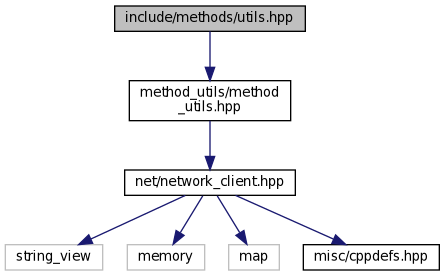 include/methods/utils.hpp
method_utils/method
_utils.hpp
net/network_client.hpp
string_view
memory
map
misc/cppdefs.hpp